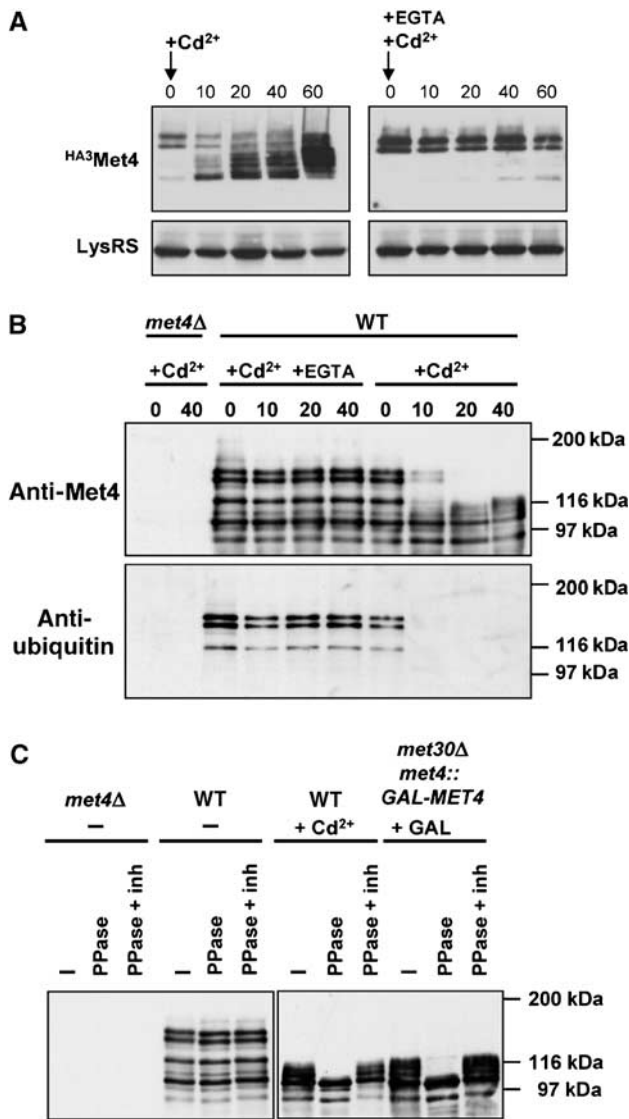 A
+Cd²⁺
0 10 20 40 60
+EGTA
+Cd²⁺
0 10 20 40 60
ᴴᴬ³Met4
LysRS
B
met4Δ WT
+Cd²⁺ +Cd²⁺ +EGTA +Cd²⁺
0 40 0 10 20 40 0 10 20 40
Anti-Met4
200 kDa
116 kDa
97 kDa
Anti-
ubiquitin
200 kDa
116 kDa
97 kDa
C
met4Δ
–
WT
–
WT
+ Cd²⁺
met30Δ
met4::
GAL-MET4
+ GAL
– PPase PPase + inh – PPase PPase + inh – PPase PPase + inh – PPase PPase + inh
200 kDa
116 kDa
97 kDa